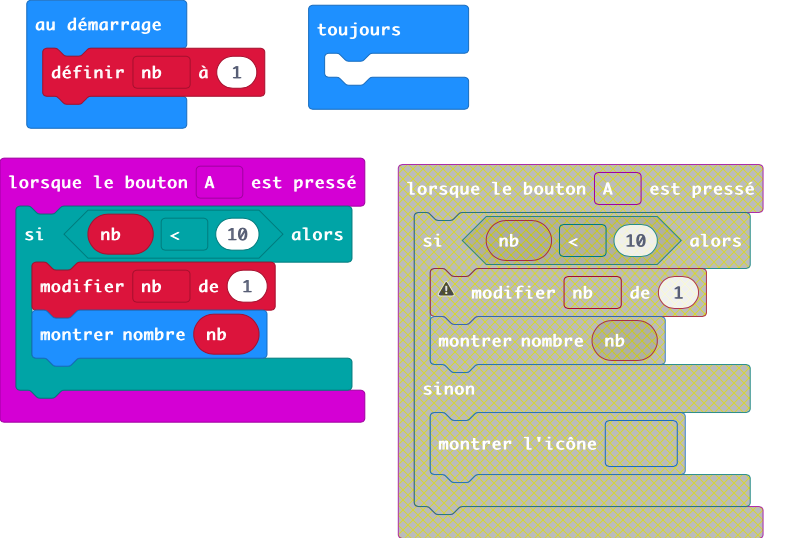 au démarrage
définir nb à 1
toujours
lorsque le bouton A est pressé
si nb < 10 alors
modifier nb de 1
montrer nombre nb
lorsque le bouton A est pressé
si nb < 10 alors
modifier nb de 1
montrer nombre nb
sinon
montrer l'icône